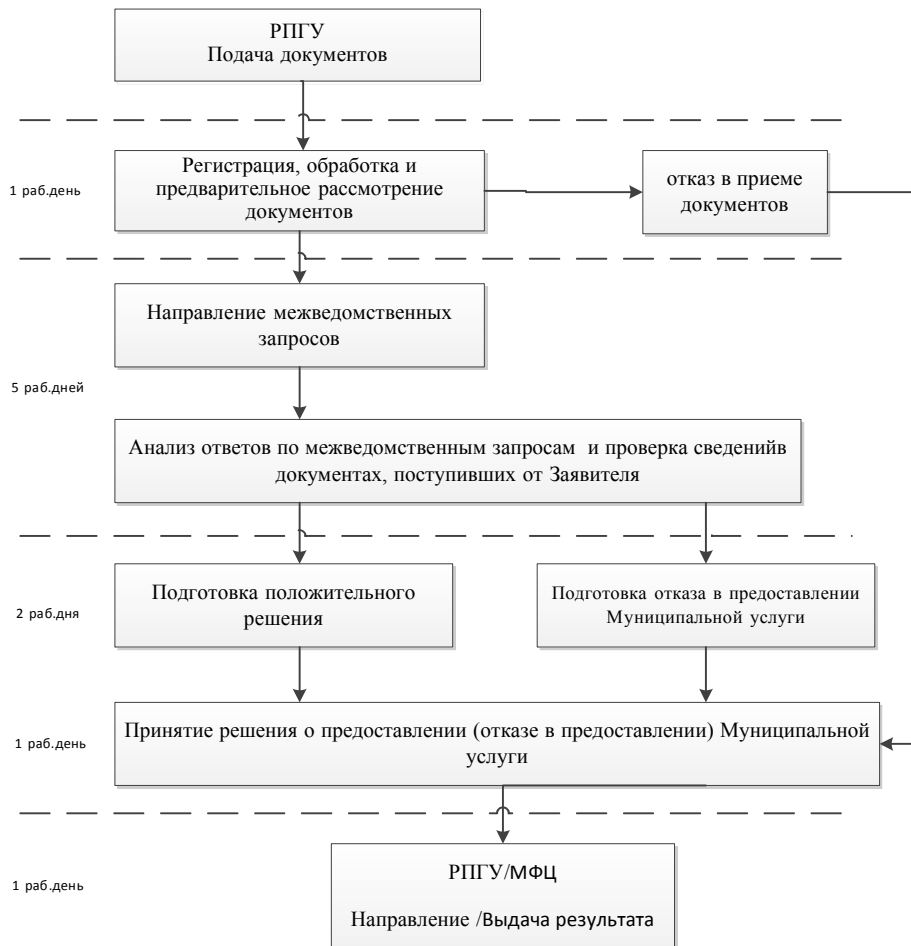 РПГУ
Подача документов
1 раб.день
Регистрация, обработка и
предварительное рассмотрение
документов
отказ в приеме
документов
Направление межведомственных
запросов
5 раб.дней
Анализ ответов по межведомственным запросам и проверка сведенийв
документах, поступивших от Заявителя
2 раб.дня
Подготовка положительного
решения
Подготовка отказа в предоставлении
Муниципальной услуги
1 раб.день
Принятие решения о предоставлении (отказе в предоставлении) Муниципальной
услуги
1 раб.день
РПГУ/МФЦ
Направление /Выдача результата